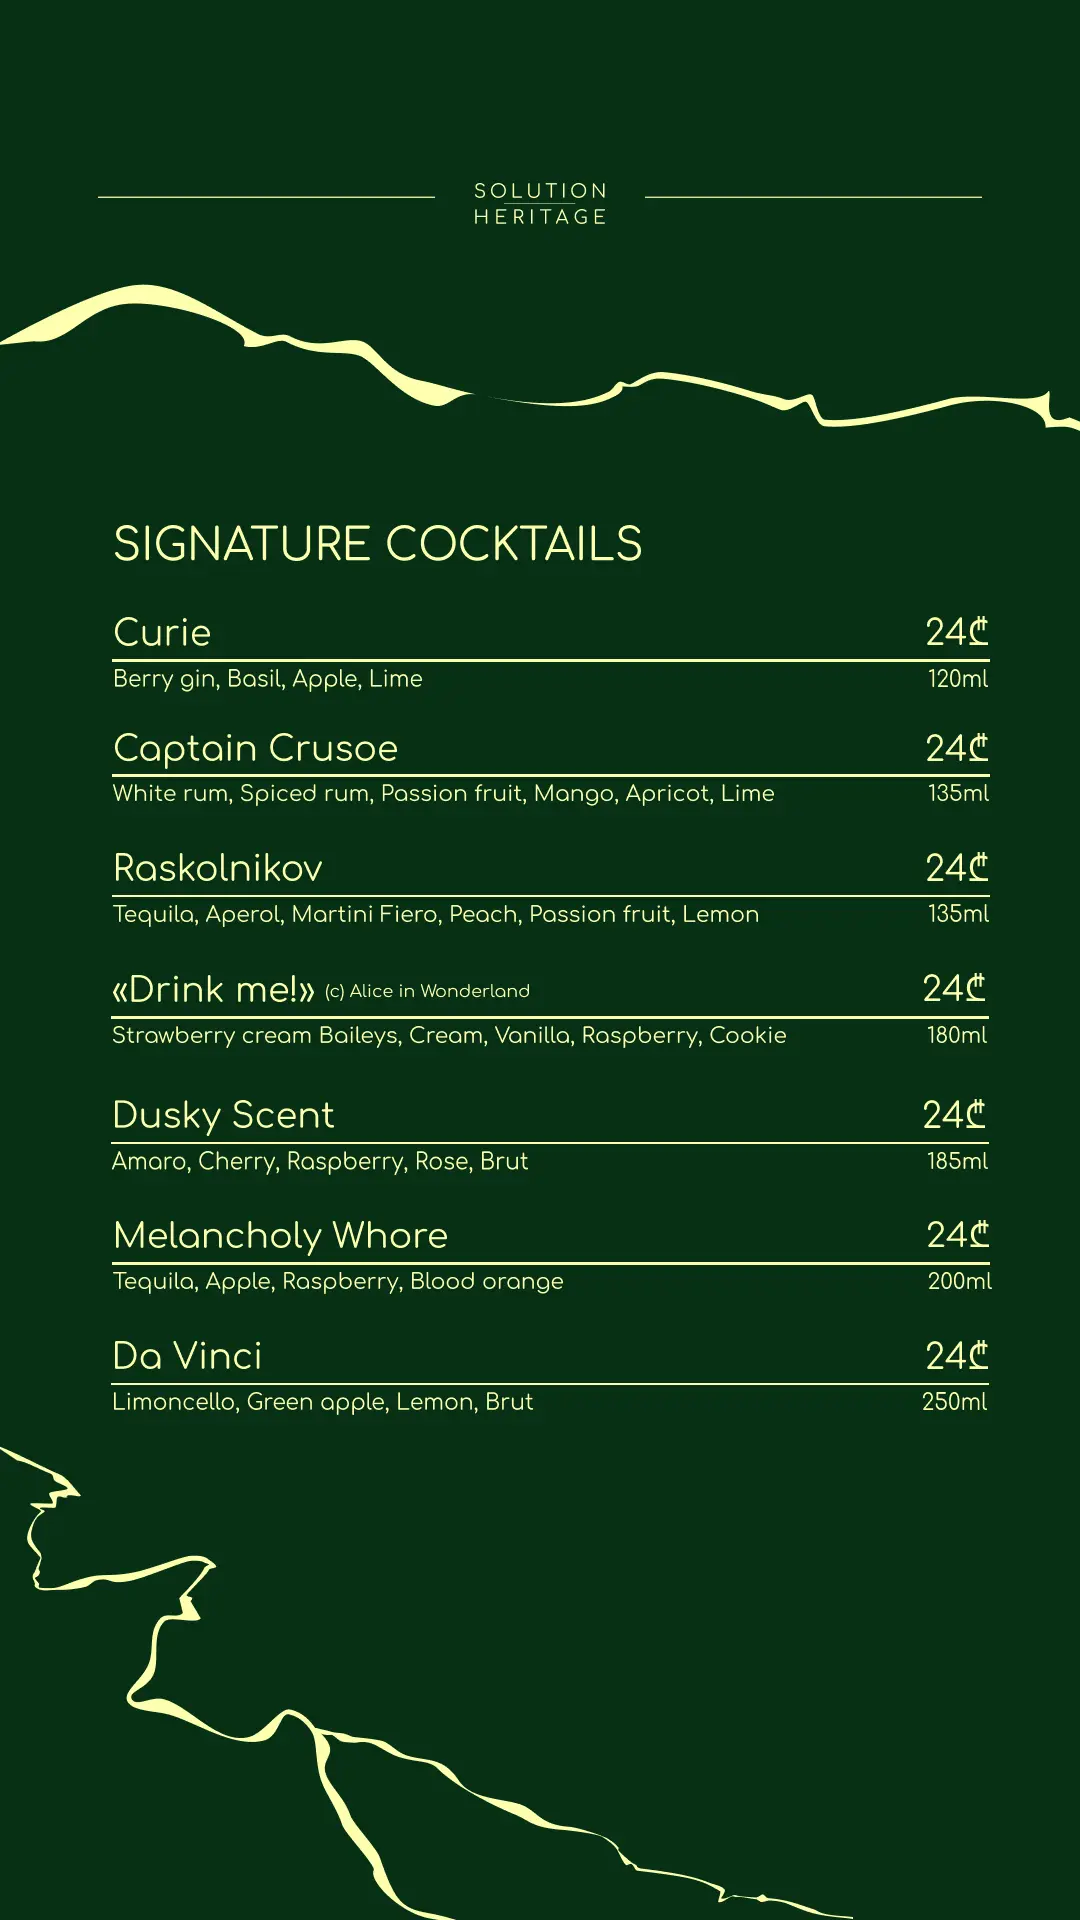 SOLUTION
HERITAGE
SIGNATURE COCKTAILS
Curie 24₾
Berry gin, Basil, Apple, Lime 120ml
Captain Crusoe 24₾
White rum, Spiced rum, Passion fruit, Mango, Apricot, Lime 135ml
Raskolnikov 24₾
Tequila, Aperol, Martini Fiero, Peach, Passion fruit, Lemon 135ml
«Drink me!» (c) Alice in Wonderland 24₾
Strawberry cream Baileys, Cream, Vanilla, Raspberry, Cookie 180ml
Dusky Scent 24₾
Amaro, Cherry, Raspberry, Rose, Brut 185ml
Melancholy Whore 24₾
Tequila, Apple, Raspberry, Blood orange 200ml
Da Vinci 24₾
Limoncello, Green apple, Lemon, Brut 250ml